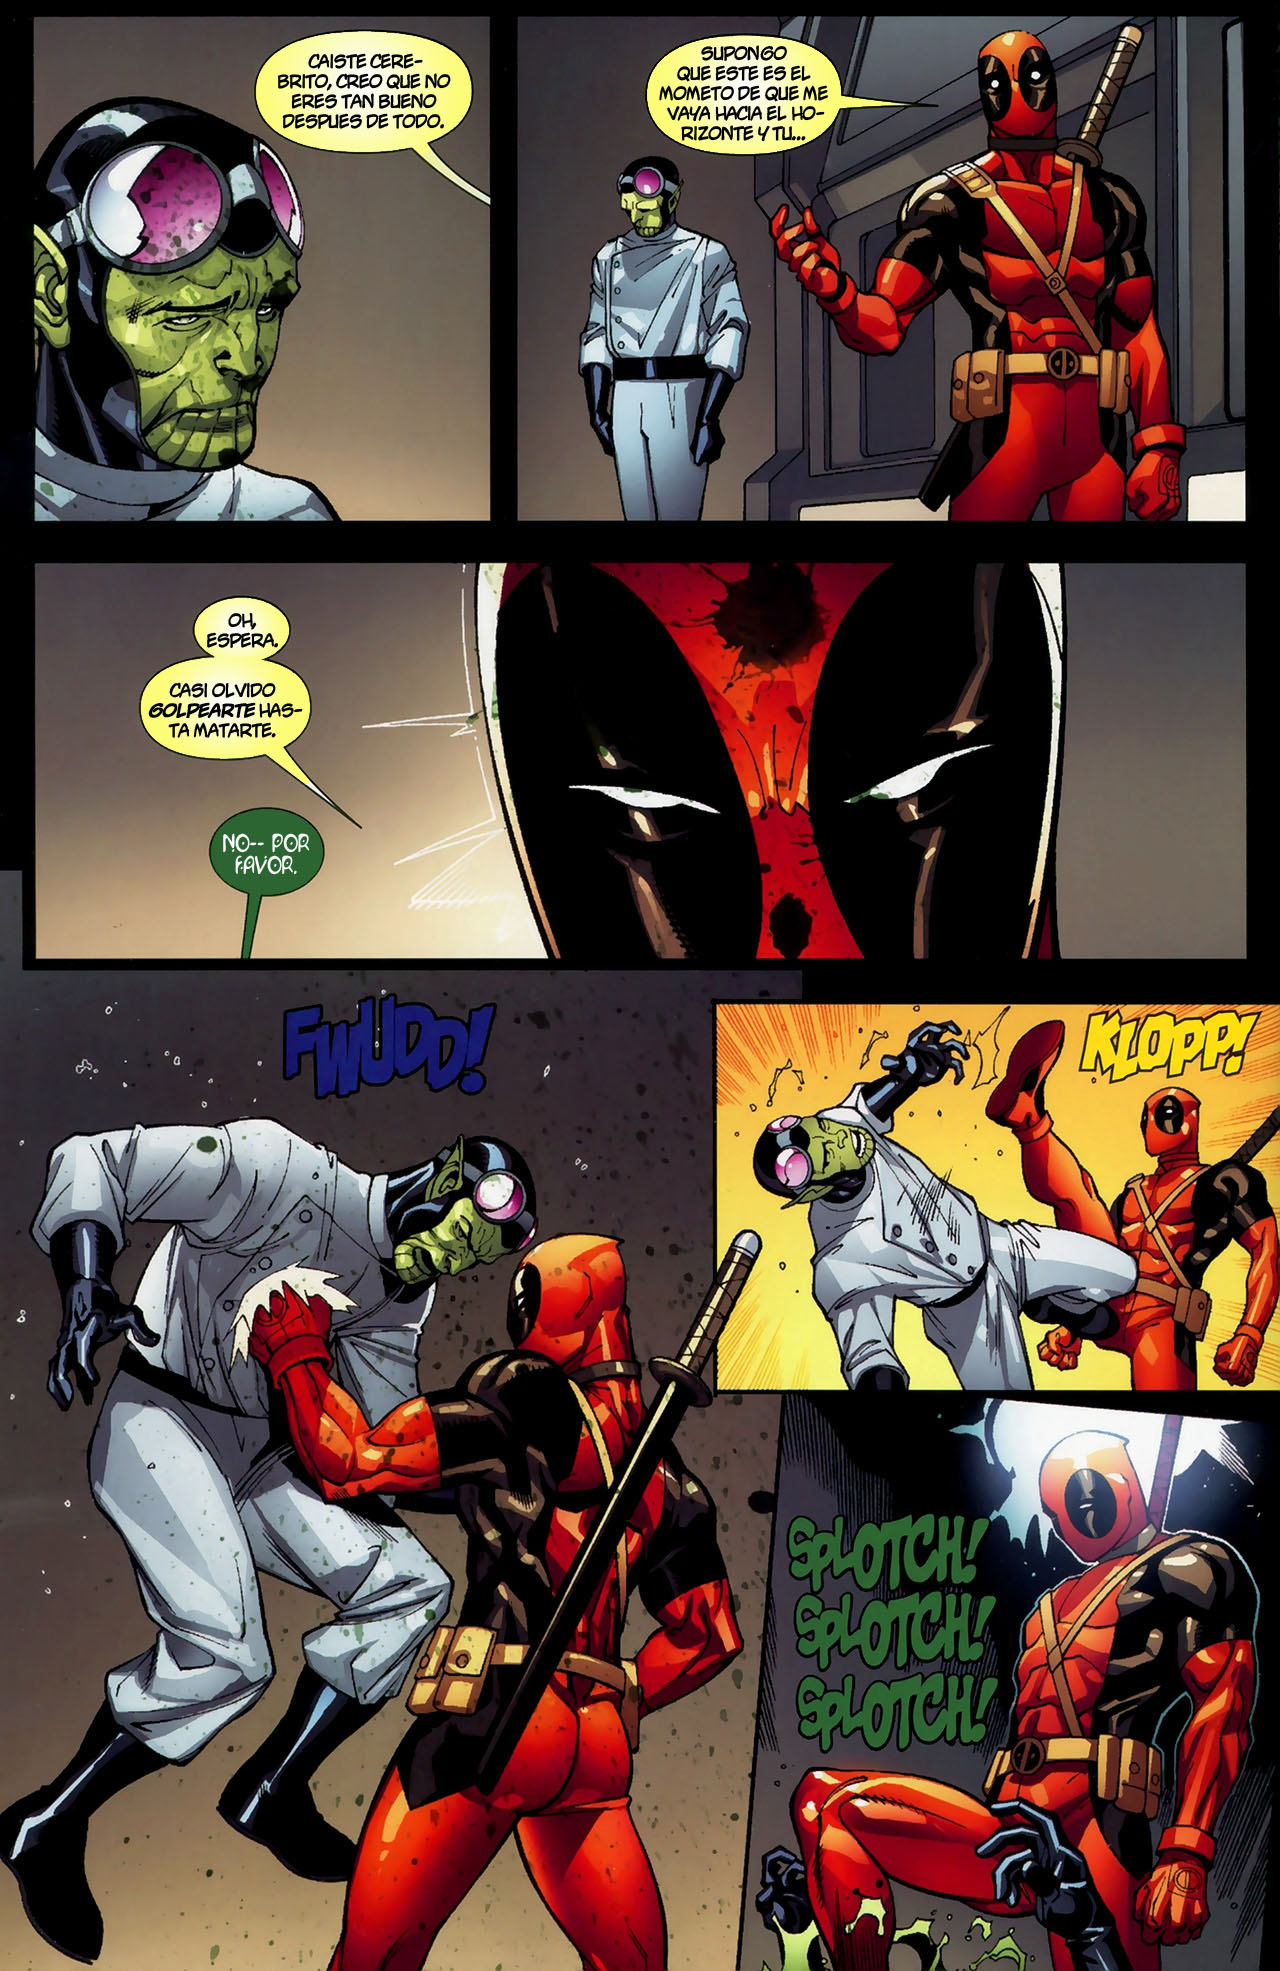 CAISTE CERE-
BRITO, CREO QUE NO
ERES TAN BUENO
DESPUES DE TODO.
SUPONGO
QUE ESTE ES EL
MOMETO DE QUE ME
VAYA HACIA EL HO-
RIZONTE Y TU...
OH,
ESPERA.
CASI OLVIDO
GOLPEARTE HAS-
TA MATARTE.
NO-- POR
FAVOR.
FWUDD!
KLOPP!
SPLOTCH!
SPLOTCH!
SPLOTCH!